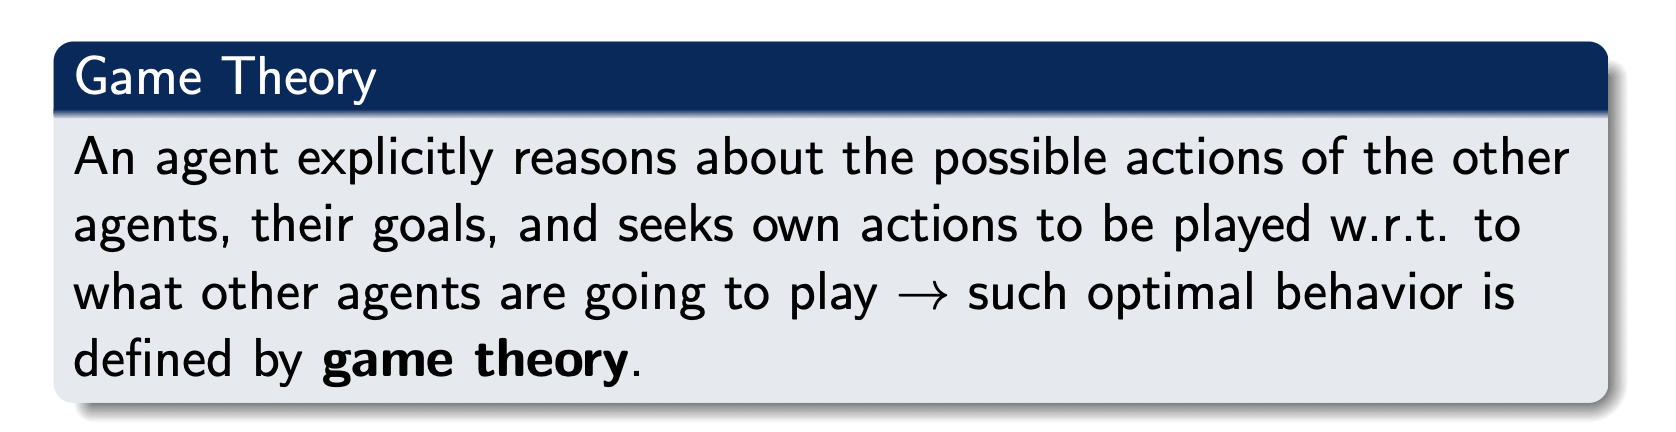 Game Theory
An agent explicitly reasons about the possible actions of the other
agents, their goals, and seeks own actions to be played w.r.t. to
what other agents are going to play → such optimal behavior is
defined by game theory.